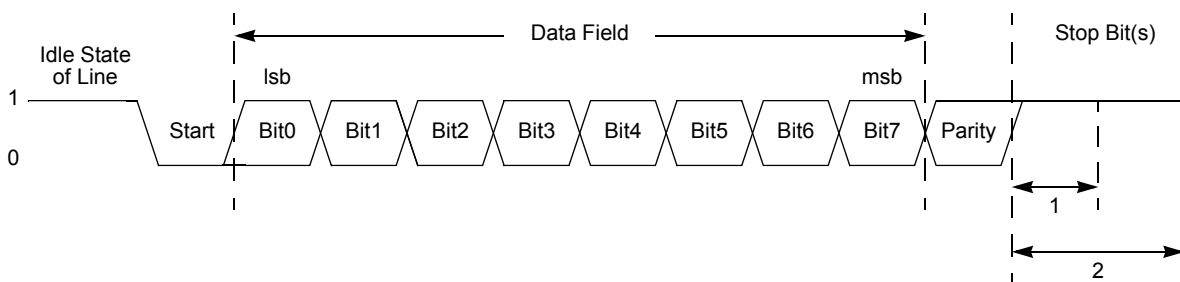 Data Field
Stop Bit(s)
Idle State
of Line
lsb
msb
1
Start
Bit0
Bit1
Bit2
Bit3
Bit4
Bit5
Bit6
Bit7
Parity
0
1
2